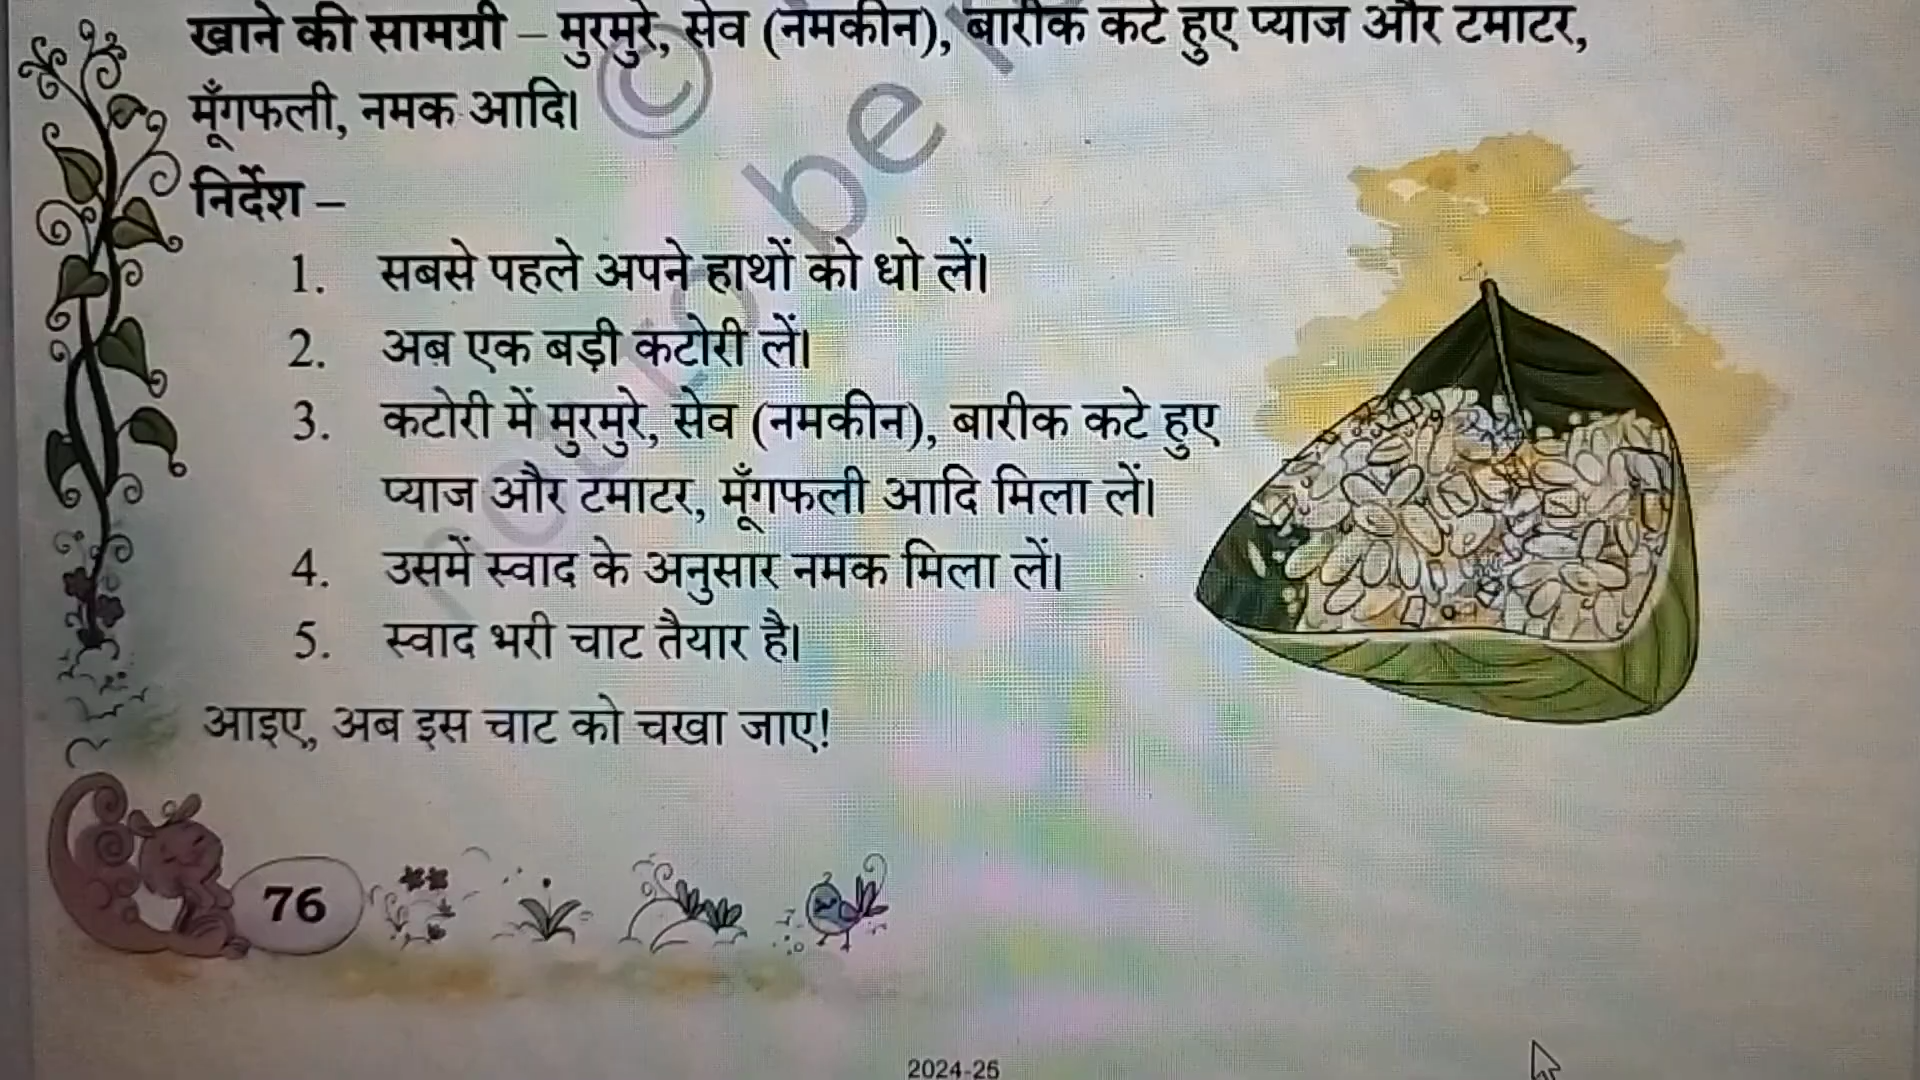 खाने की सामग्री – मुरमुरे, सेव (नमकीन), बारीक कटे हुए प्याज और टमाटर,
मूँगफली, नमक आदि।
निर्देश –
1. सबसे पहले अपने हाथों को धो लें।
2. अब एक बड़ी कटोरी लें।
3. कटोरी में मुरमुरे, सेव (नमकीन), बारीक कटे हुए
प्याज और टमाटर, मूँगफली आदि मिला लें।
4. उसमें स्वाद के अनुसार नमक मिला लें।
5. स्वाद भरी चाट तैयार है।
आइए, अब इस चाट को चखा जाए!
76
2024-25
©
be